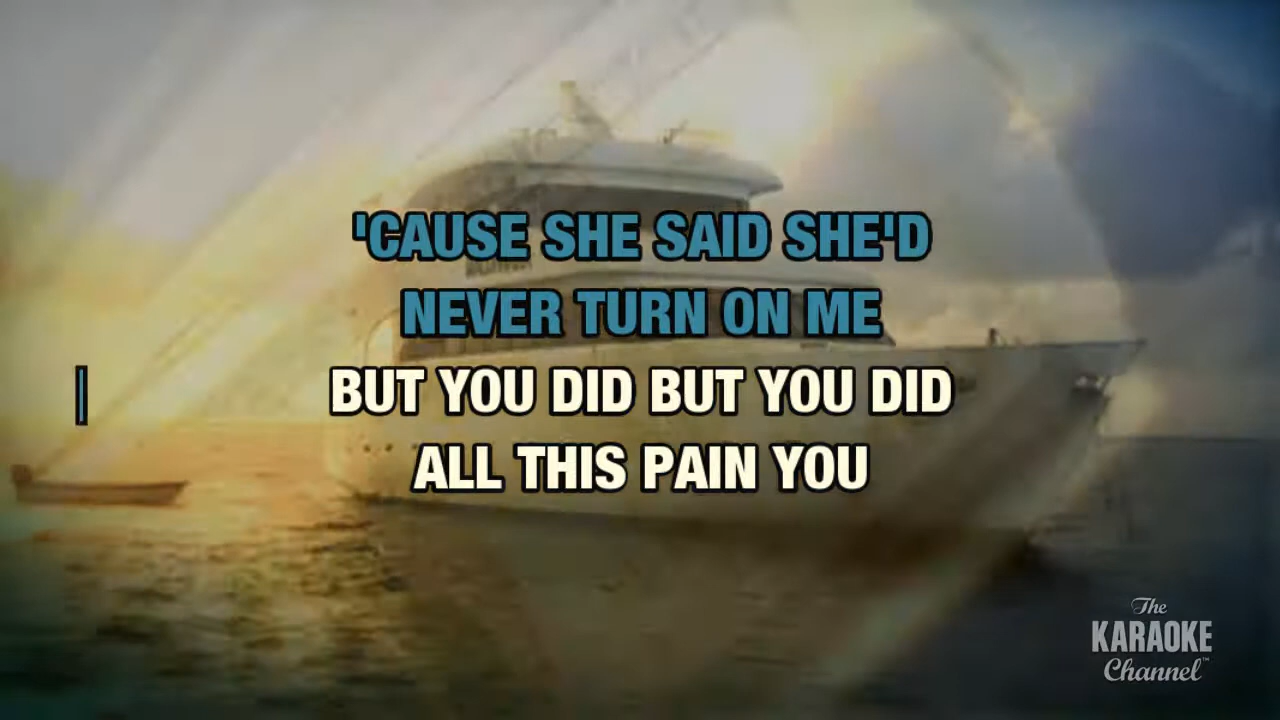 'CAUSE SHE SAID SHE'D
NEVER TURN ON ME
BUT YOU DID BUT YOU DID
ALL THIS PAIN YOU
The
KARAOKE
Channel™